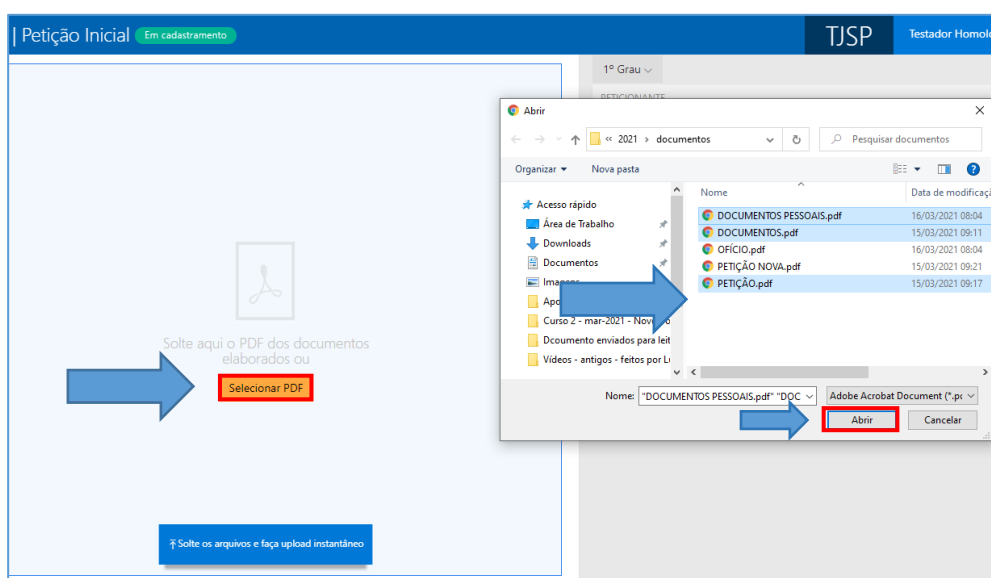 | Petição Inicial Em cadastramento TJSP Testador Homolo
1º Grau
PETICIONANTE
Abrir
« 2021 › documentos Pesquisar documentos
Organizar Nova pasta
Nome Data de modificaçã
Acesso rápido
Área de Trabalho
Downloads
Documentos
Imagens
Apo
Curso 2 - mar-2021 - Nov
Dcoumento enviados para leit
Vídeos - antigos - feitos por Lu
DOCUMENTOS PESSOAIS.pdf 16/03/2021 08:04
DOCUMENTOS.pdf 15/03/2021 09:11
OFÍCIO.pdf 16/03/2021 08:04
PETIÇÃO NOVA.pdf 15/03/2021 09:21
PETIÇÃO.pdf 15/03/2021 09:17
Nome: "DOCUMENTOS PESSOAIS.pdf" "DOC Adobe Acrobat Document (*.pc
Abrir Cancelar
Solte aqui o PDF dos documentos
elaborados ou
Selecionar PDF
Solte os arquivos e faça upload instantâneo